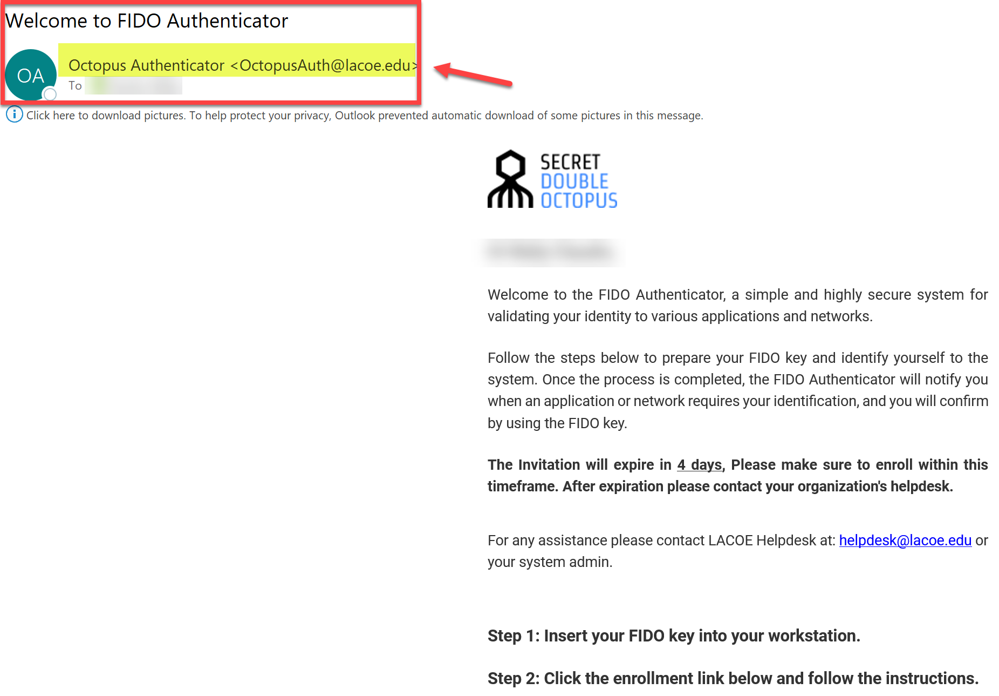 Welcome to FIDO Authenticator
OA
Octopus Authenticator <OctopusAuth@lacoe.edu>
To
Click here to download pictures. To help protect your privacy, Outlook prevented automatic download of some pictures in this message.
SECRET
DOUBLE
OCTOPUS
Welcome to the FIDO Authenticator, a simple and highly secure system for
validating your identity to various applications and networks.
Follow the steps below to prepare your FIDO key and identify yourself to the
system. Once the process is completed, the FIDO Authenticator will notify you
when an application or network requires your identification, and you will confirm
by using the FIDO key.
The Invitation will expire in 4 days, Please make sure to enroll within this
timeframe. After expiration please contact your organization's helpdesk.
For any assistance please contact LACOE Helpdesk at: helpdesk@lacoe.edu or
your system admin.
Step 1: Insert your FIDO key into your workstation.
Step 2: Click the enrollment link below and follow the instructions.